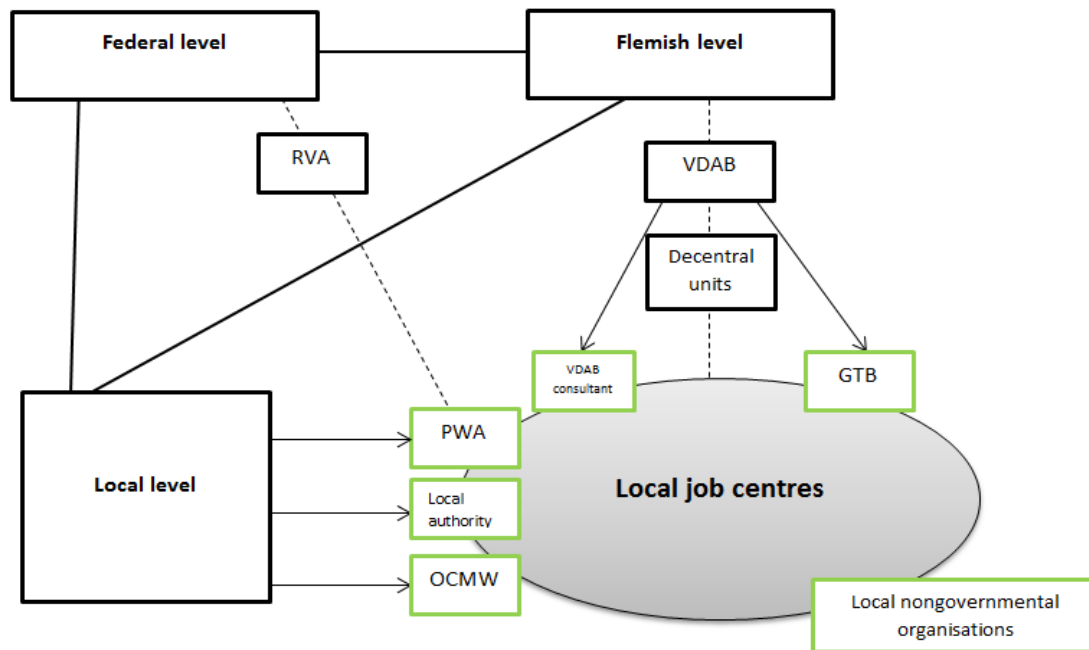 Federal level
Flemish level
RVA
VDAB
Decentral
units
VDAB
consultant
GTB
PWA
Local level
Local
authority
Local job centres
OCMW
Local nongovernmental
organisations